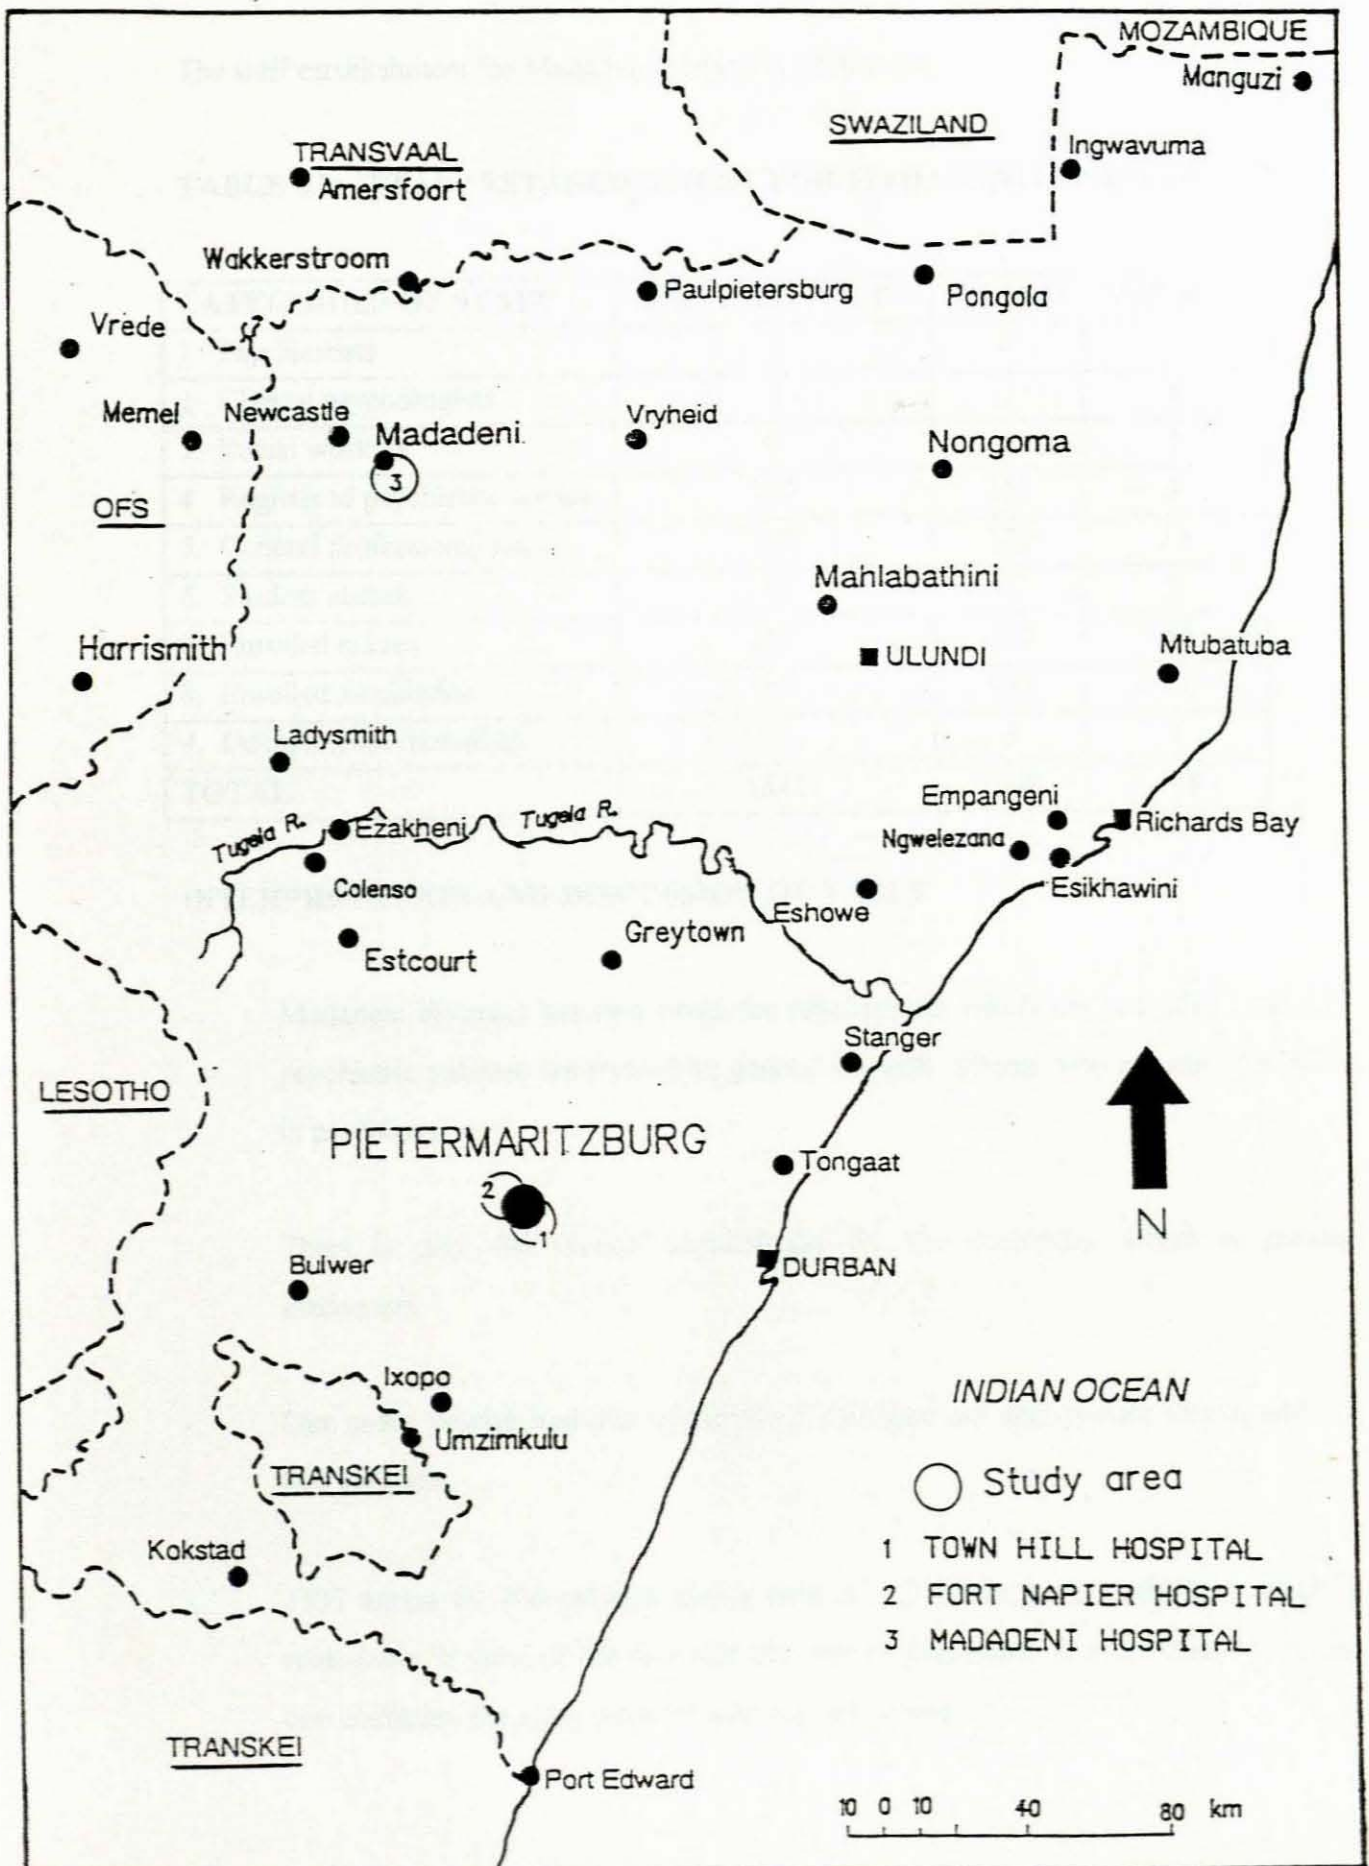 MOZAMBIQUE
Manguzi
SWAZILAND
Ingwavuma
TRANSVAAL
Amersfoort
Wakkerstroom
Paulpietersburg
Pongola
Vrede
Memel
Newcastle
Madadeni
3
Vryheid
Nongoma
OFS
Mahlabathini
ULUNDI
Harrismith
Mtubatuba
Ladysmith
Empangeni
Richards Bay
Tugela R.
Ezakheni
Tugela R.
Ngwelezana
Colenso
Esikhawini
Eshowe
Greytown
Estcourt
Stanger
LESOTHO
PIETERMARITZBURG
Tongaat
2
1
N
Bulwer
DURBAN
Ixopo
INDIAN OCEAN
Umzimkulu
TRANSKEI
Study area
Kokstad
1 TOWN HILL HOSPITAL
2 FORT NAPIER HOSPITAL
3 MADADENI HOSPITAL
TRANSKEI
Port Edward
10 0 10 40 80 km